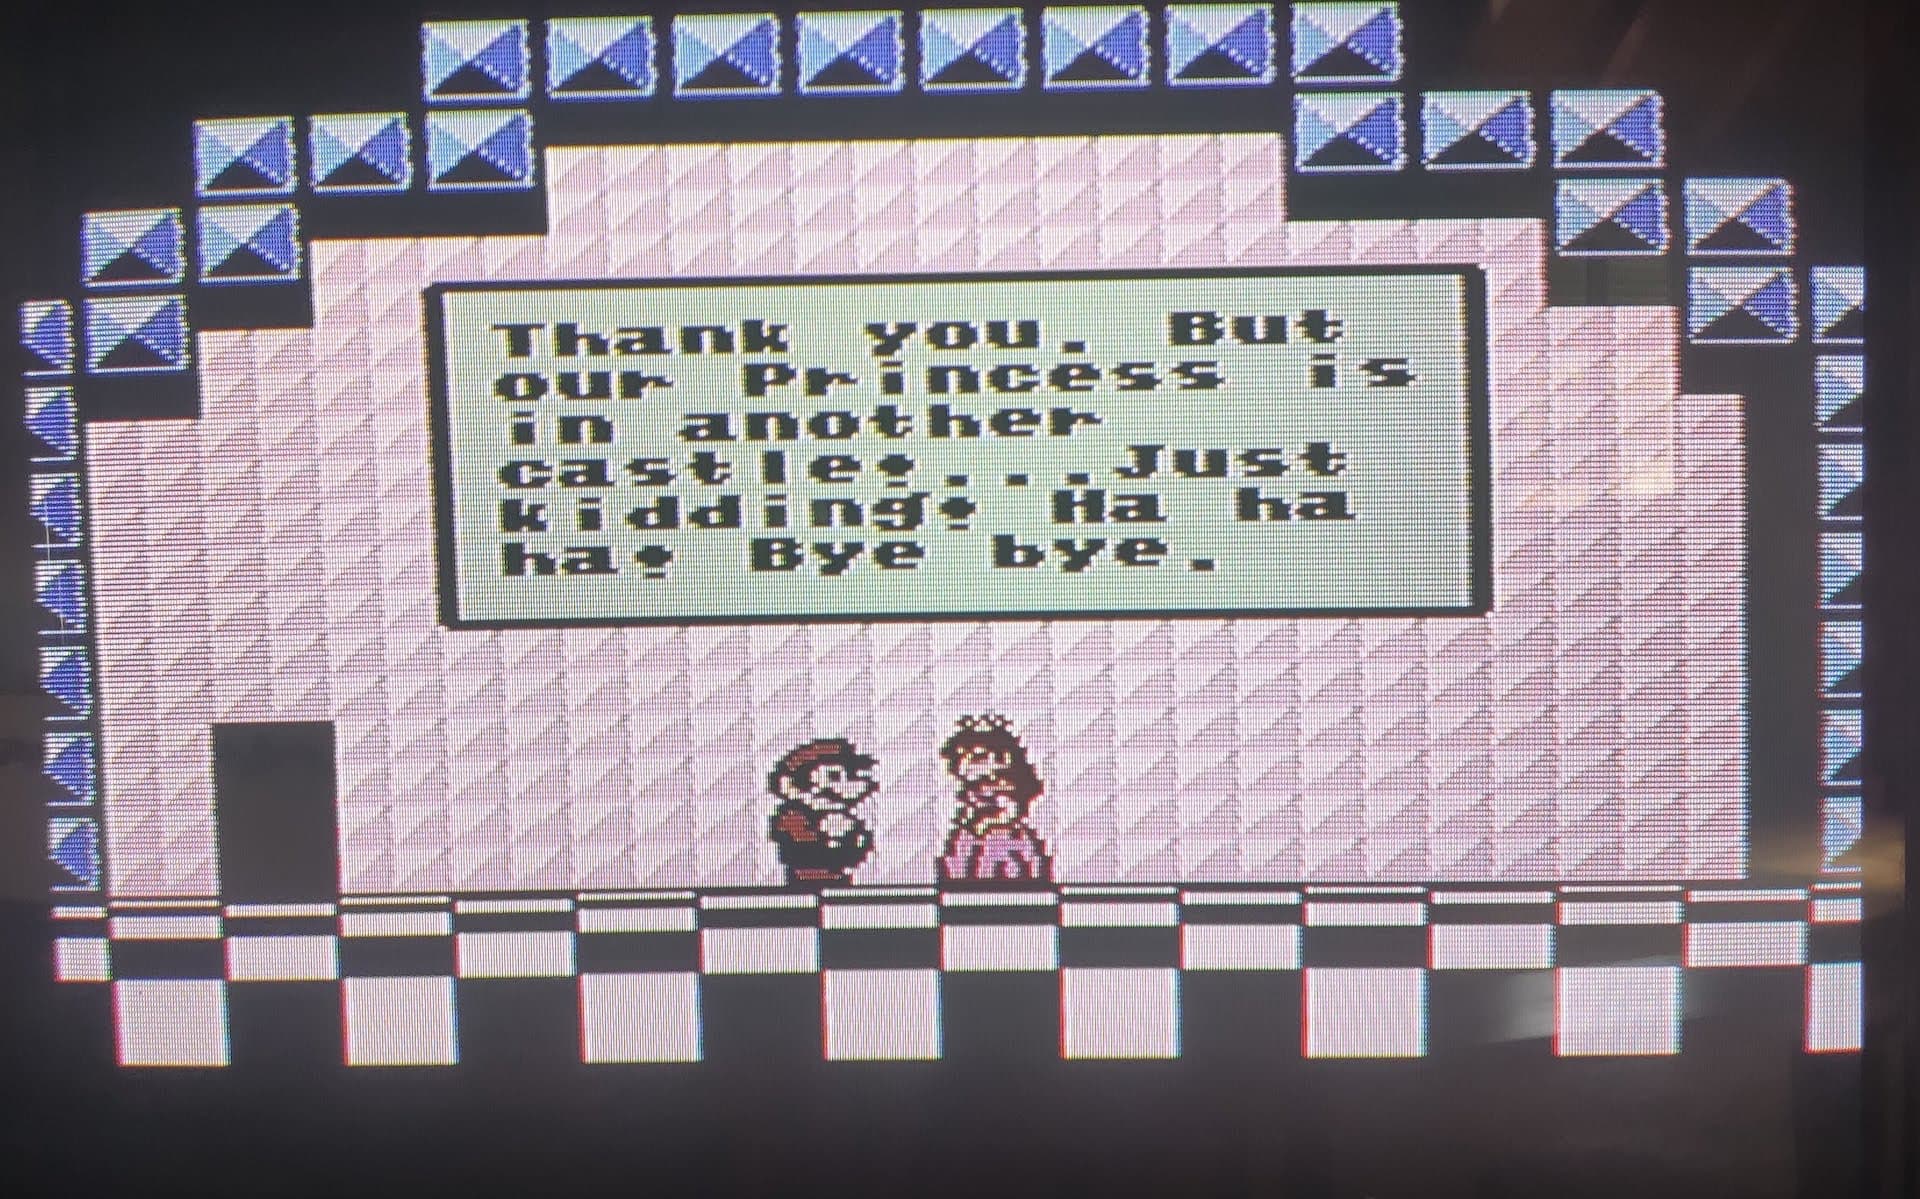 Thank you. But
our Princess is
in another
castle!...Just
kidding! Ha ha
ha! Bye bye.